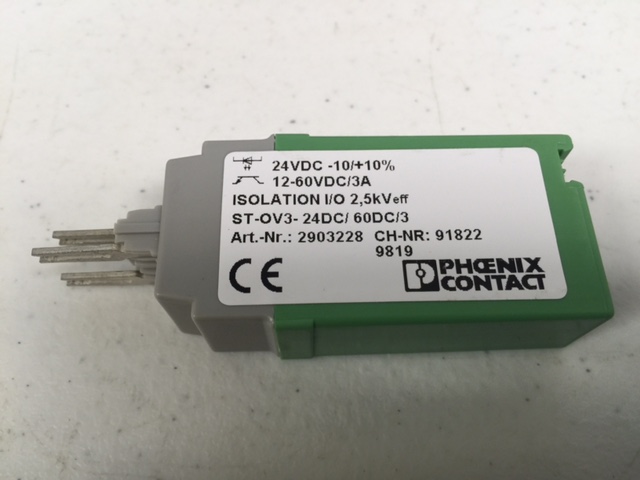 24VDC -10/+10%
12-60VDC/3A
ISOLATION I/O 2,5kVeff
ST-OV3- 24DC/ 60DC/3
Art.-Nr.: 2903228 CH-NR: 91822
9819
CE
PHŒNIX
CONTACT